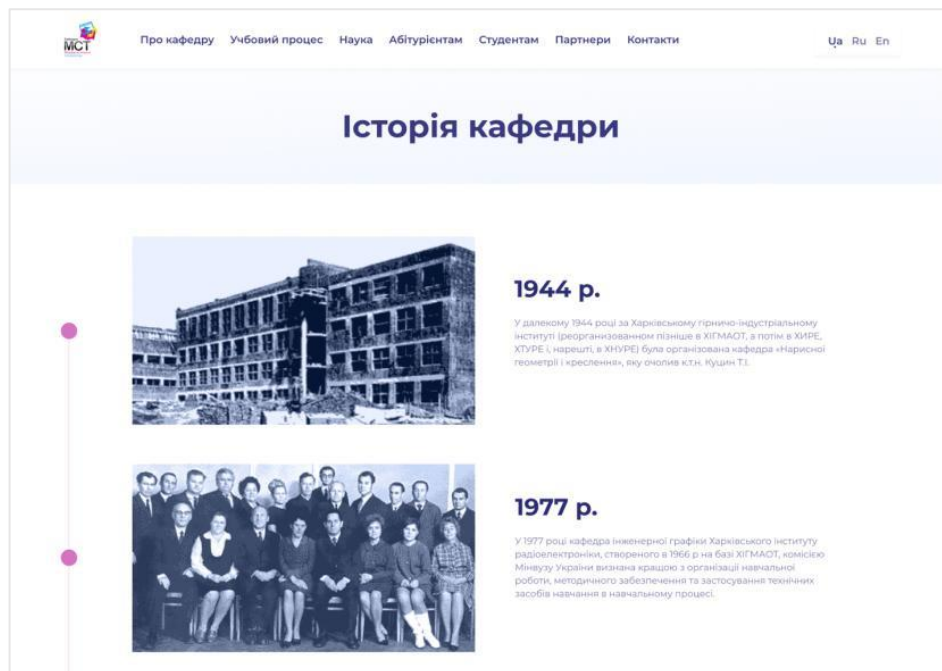 МСТ
Про кафедру Учбовий процес Наука Абітурієнтам Студентам Партнери Контакти
Ua Ru En
Історія кафедри
1944 р.
У далекому 1944 році за Харківському гірничо-індустріальному
інституті (реорганизованном пізніше в ХІГМАОТ, а потім в ХИРЕ,
ХТУРЕ і, нарешті, в ХНУРЕ) була організована кафедра «Нарисної
геометрії і креслення», яку очолив к.т.н. Куцин Т.І.
1977 р.
У 1977 році кафедра інженерної графіки Харківського інституту
радіоелектроніки, створеного в 1966 р на базі ХІГМАОТ, комісією
Мінвузу України визнана кращою з організації навчальної
роботи, методичного забезпечення та застосування технічних
засобів навчання в навчальному процесі.